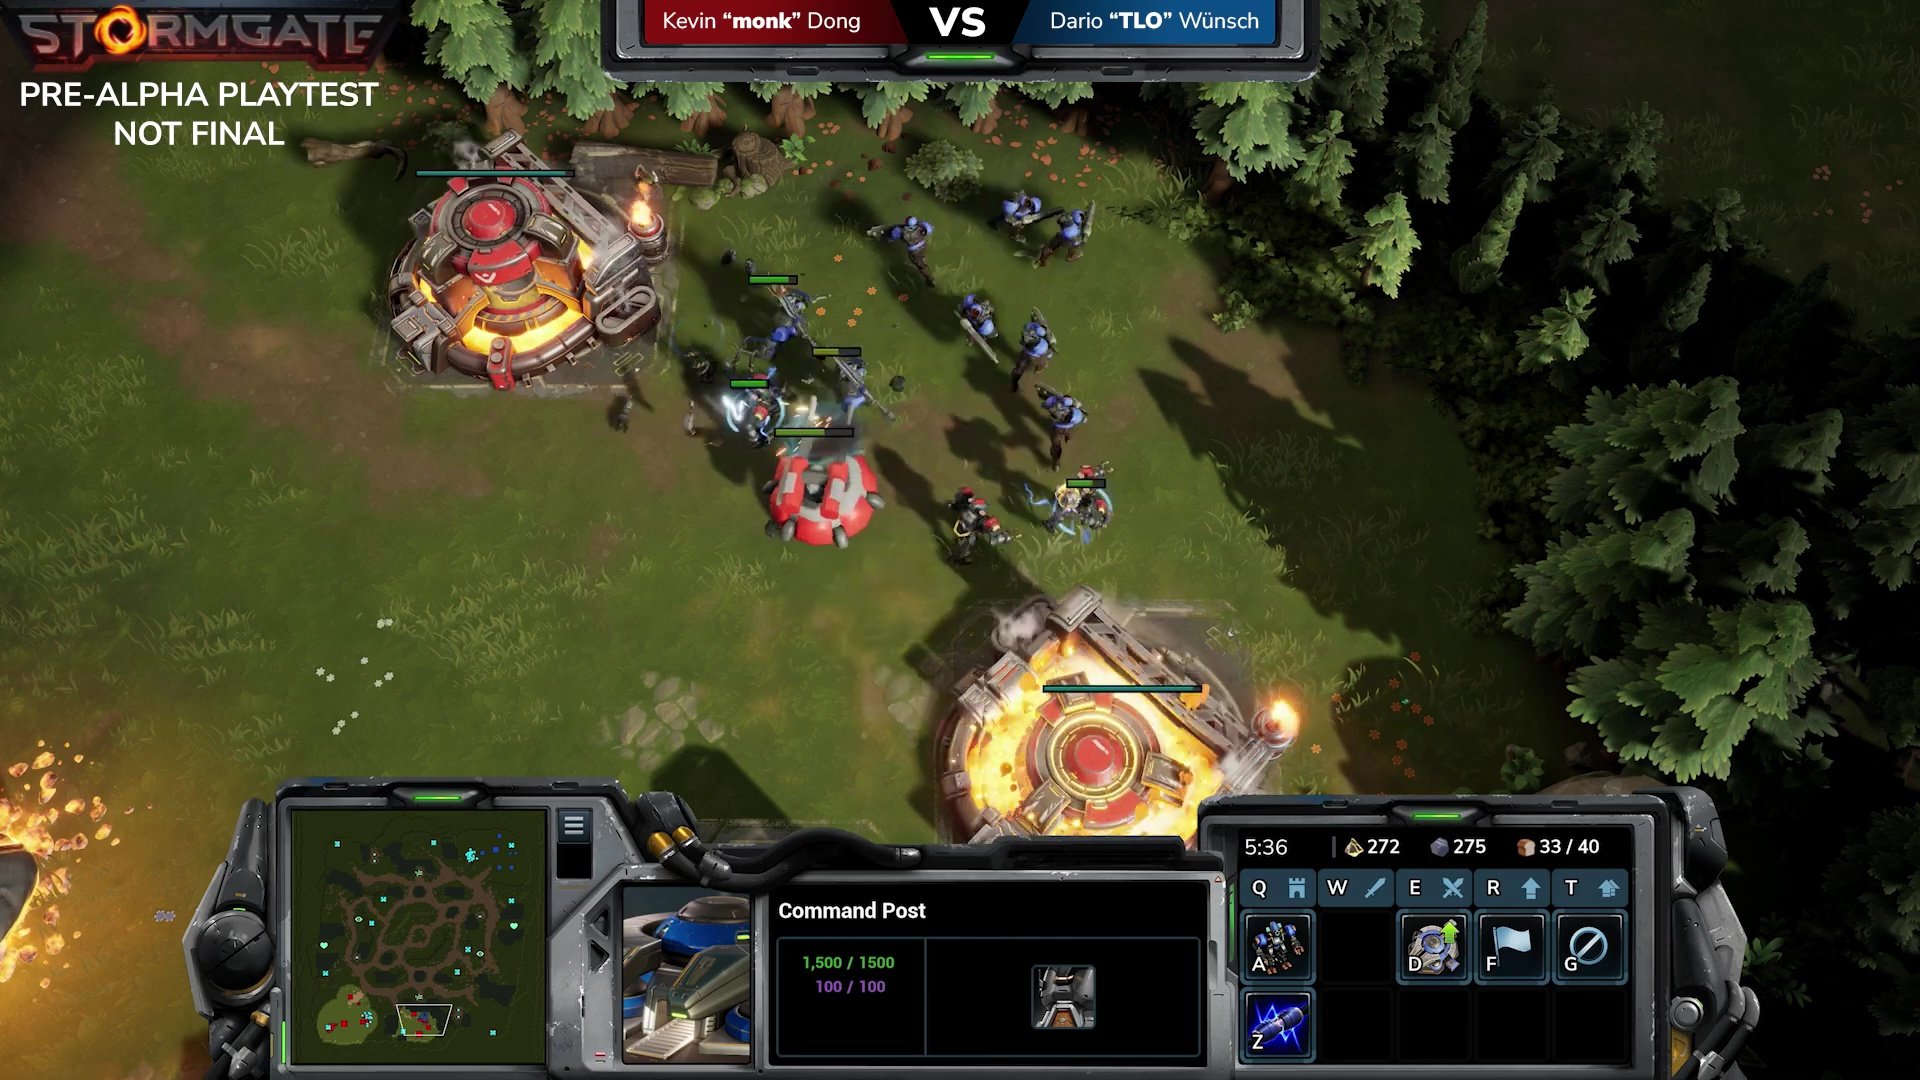 STORMGATE
PRE-ALPHA PLAYTEST
NOT FINAL
Kevin “monk” Dong
VS
Dario “TLO” Wünsch
Command Post
1,500 / 1500
100 / 100
5:36 | 272 275 33 / 40
Q W E R T
A D F G
Z